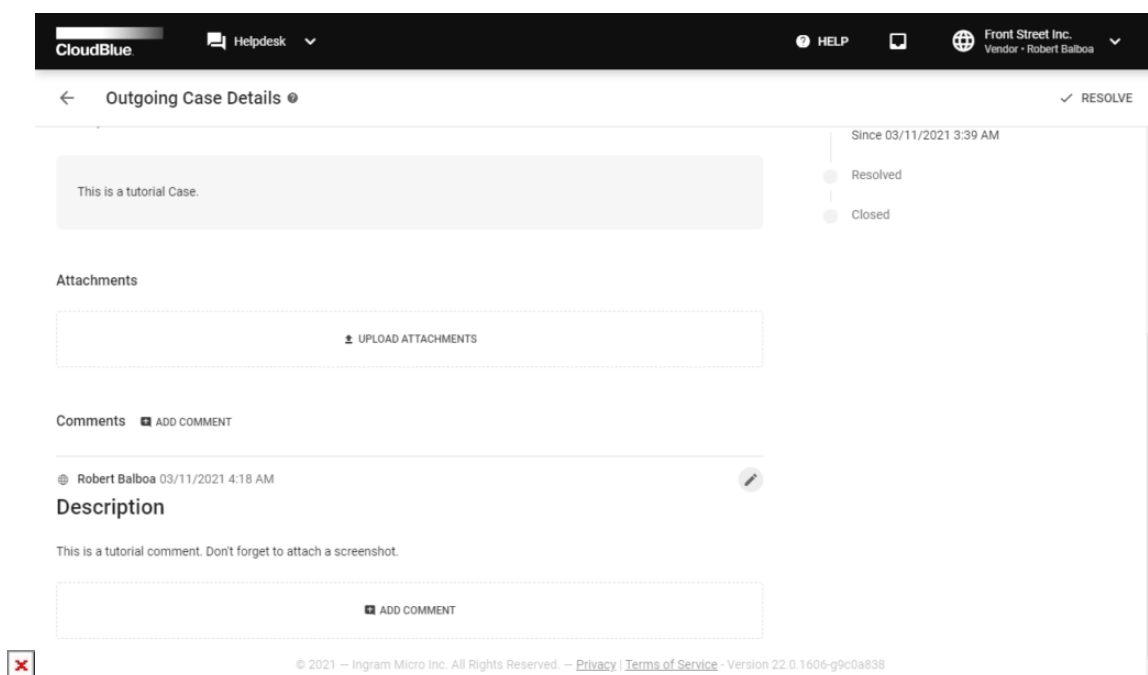 CloudBlue.
Helpdesk
HELP
Front Street Inc.
Vendor • Robert Balboa
Outgoing Case Details
RESOLVE
Since 03/11/2021 3:39 AM
This is a tutorial Case.
Resolved
Closed
Attachments
UPLOAD ATTACHMENTS
Comments ADD COMMENT
Robert Balboa 03/11/2021 4:18 AM
Description
This is a tutorial comment. Don't forget to attach a screenshot.
ADD COMMENT
© 2021 — Ingram Micro Inc. All Rights Reserved. — Privacy | Terms of Service - Version 22.0.1606-g9c0a838